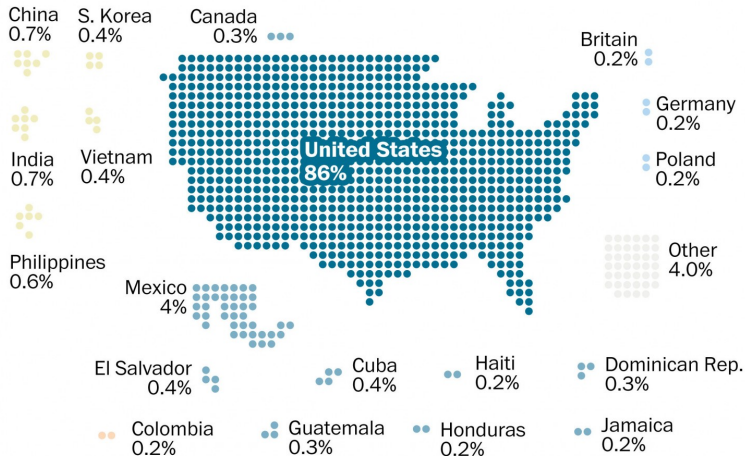 China
0.7%
S. Korea
0.4%
Canada
0.3%
Britain
0.2%
Germany
0.2%
United States
86%
India
0.7%
Vietnam
0.4%
Poland
0.2%
Philippines
0.6%
Other
4.0%
Mexico
4%
El Salvador
0.4%
Cuba
0.4%
Haiti
0.2%
Dominican Rep.
0.3%
Colombia
0.2%
Guatemala
0.3%
Honduras
0.2%
Jamaica
0.2%